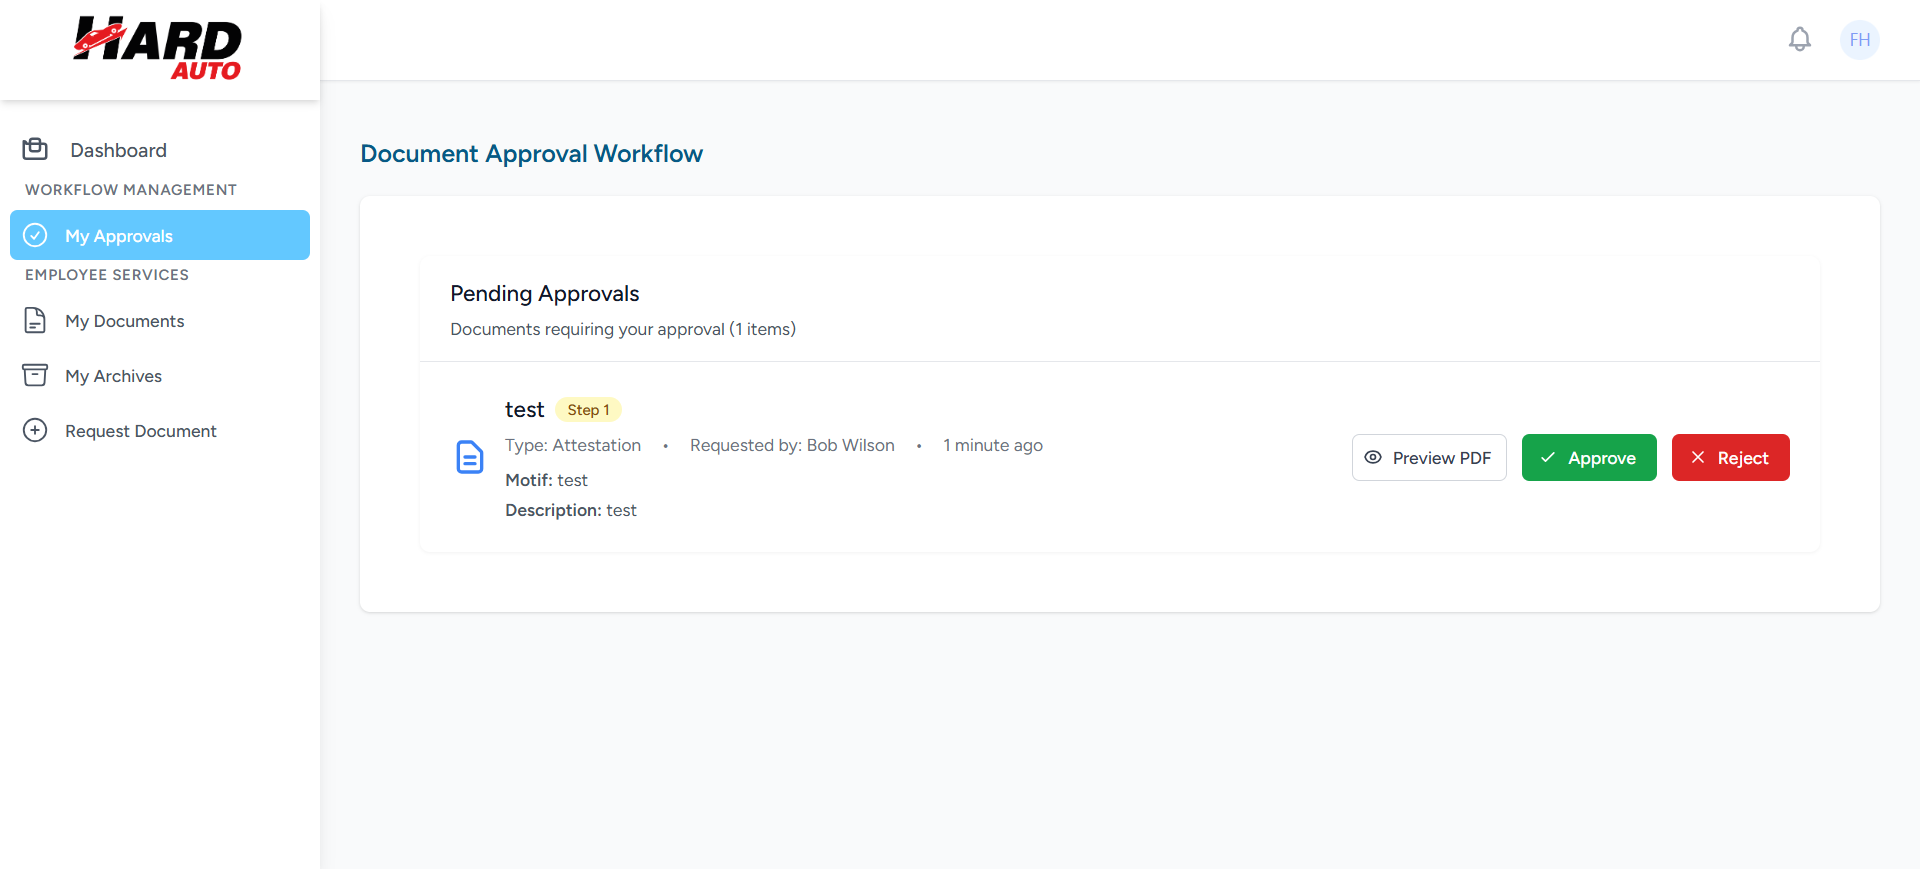 HARD
AUTO
FH
Dashboard
WORKFLOW MANAGEMENT
My Approvals
EMPLOYEE SERVICES
My Documents
My Archives
Request Document
Document Approval Workflow
Pending Approvals
Documents requiring your approval (1 items)
test Step 1
Type: Attestation • Requested by: Bob Wilson • 1 minute ago
Motif: test
Description: test
Preview PDF Approve Reject